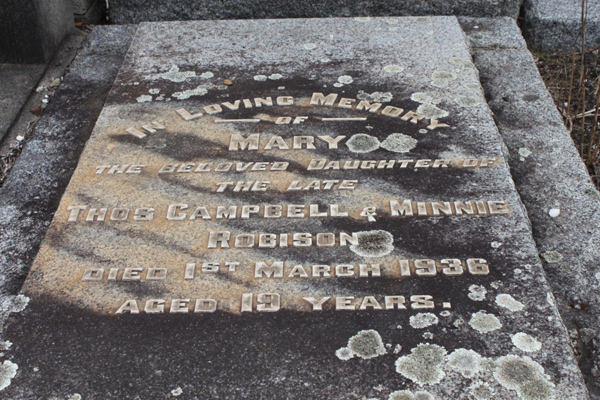 IN LOVING MEMORY
OF
MARY
THE BELOVED DAUGHTER OF
THE LATE
THOS CAMPBELL & MINNIE
ROBISON
DIED 1ST MARCH 1936
AGED 19 YEARS.